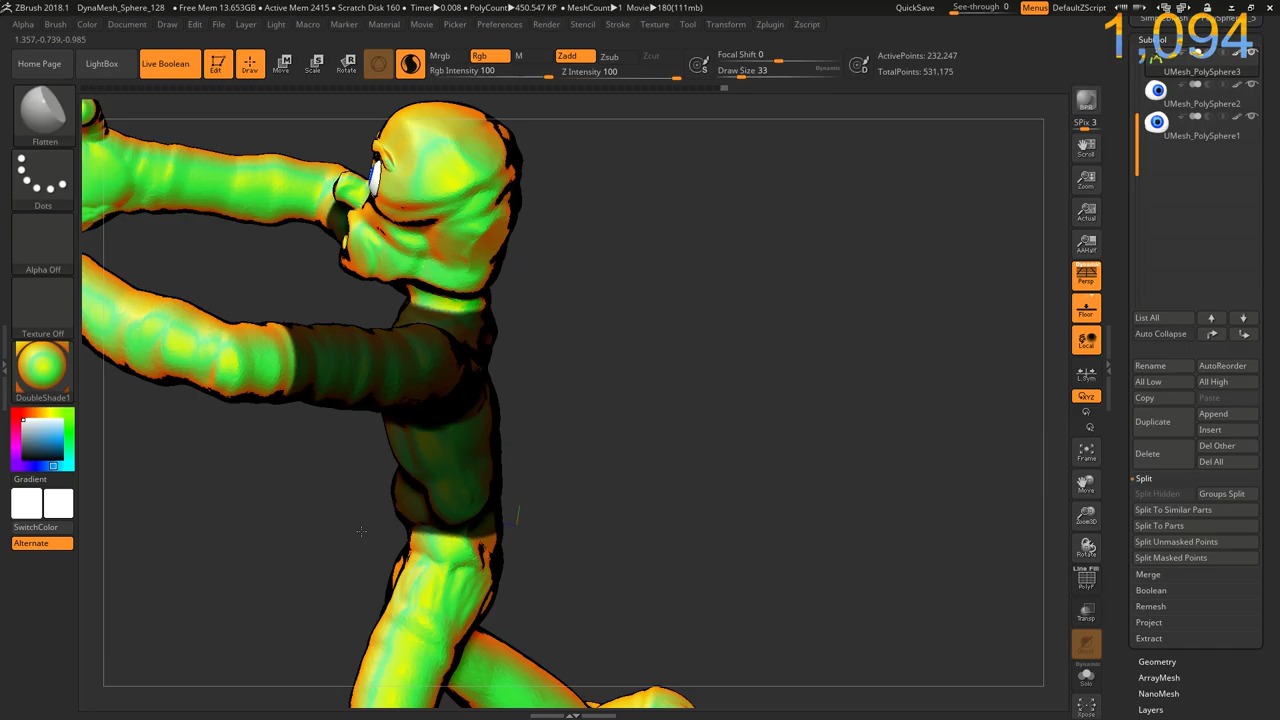 ZBrush 2018.1 DynaMesh_Sphere_128 • Free Mem 13.653GB • Active Mem 2415 • Scratch Disk 160 • Timer▸0.008 • PolyCount▸450.547 KP • MeshCount▸1 Movie▸180(111mb) QuickSave See-through 0 Menus DefaultZScript
Alpha Brush Color Document Draw Edit File Layer Light Macro Marker Material Movie Picker Preferences Render Stencil Stroke Texture Tool Transform Zplugin Zscript
1,094
1.357,-0.739,-0.985
Home Page LightBox Live Boolean Edit Draw Move Scale Rotate
Mrgb Rgb M Zadd Zsub Zcut
Rgb Intensity 100 Z Intensity 100
Focal Shift 0
Draw Size 33 Dynamic
S
D
ActivePoints: 232,247
TotalPoints: 531,175
Flatten
Dots
Alpha Off
Texture Off
DoubleShade1
Gradient
SwitchColor
Alternate
BPR
SPix 3
Scroll
Zoom
Actual
AAHalf
Dynamic
Persp
Floor
Local
L.Sym
XYZ
Frame
Move
Zoom3D
Rotate
Line Fill
PolyF
Transp
Ghost
Dynamic
Solo
Xpose
UMesh_PolySphere3
UMesh_PolySphere2
UMesh_PolySphere1
List All
Auto Collapse
Rename AutoReorder
All Low All High
Copy Paste
Duplicate Append
Insert
Delete Del Other
Del All
Split
Split Hidden Groups Split
Split To Similar Parts
Split To Parts
Split Unmasked Points
Split Masked Points
Merge
Boolean
Remesh
Project
Extract
Geometry
ArrayMesh
NanoMesh
Layers